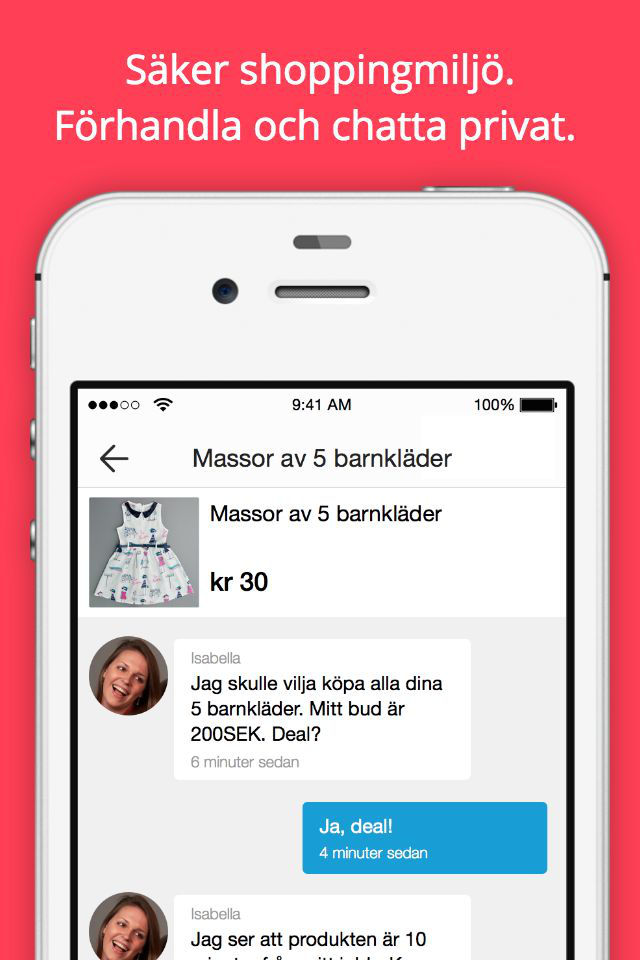 Säker shoppingmiljö.
Förhandla och chatta privat.
9:41 AM
100%
Massor av 5 barnkläder
Massor av 5 barnkläder
kr 30
Isabella
Jag skulle vilja köpa alla dina
5 barnkläder. Mitt bud är
200SEK. Deal?
6 minuter sedan
Ja, deal!
4 minuter sedan
Isabella
Jag ser att produkten är 10